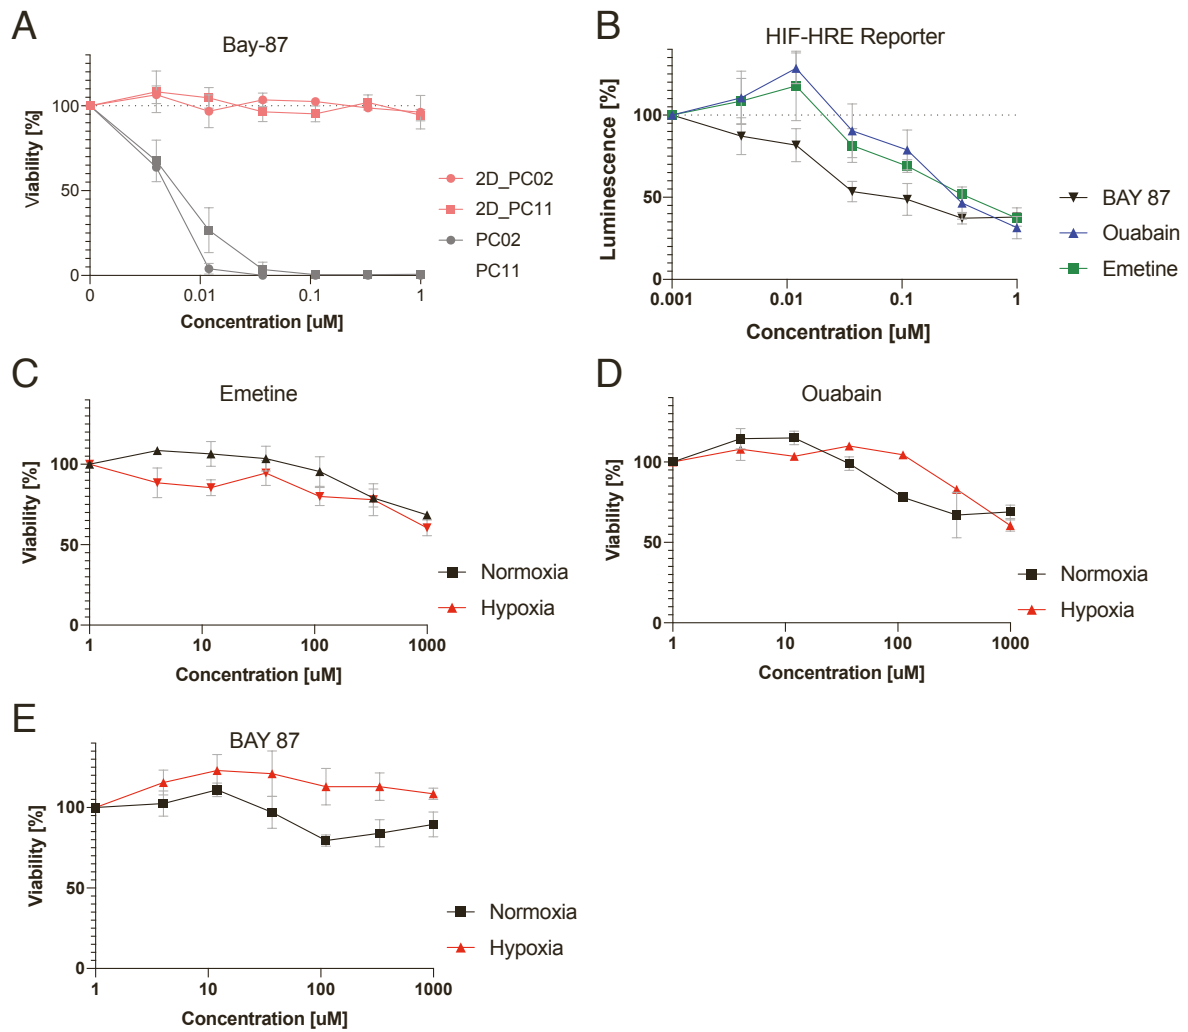 A
Bay-87
Viability [%]
100
50
0
0
0.01
0.1
1
Concentration [uM]
2D_PC02
2D_PC11
PC02
PC11
B
HIF-HRE Reporter
Luminescence [%]
100
50
0
0.001
0.01
0.1
1
Concentration [uM]
BAY 87
Ouabain
Emetine
C
Emetine
Viability [%]
100
50
0
1
10
100
1000
Concentration [uM]
Normoxia
Hypoxia
D
Ouabain
Viability [%]
100
50
0
1
10
100
1000
Concentration [uM]
Normoxia
Hypoxia
E
BAY 87
Viability [%]
100
50
0
1
10
100
1000
Concentration [uM]
Normoxia
Hypoxia